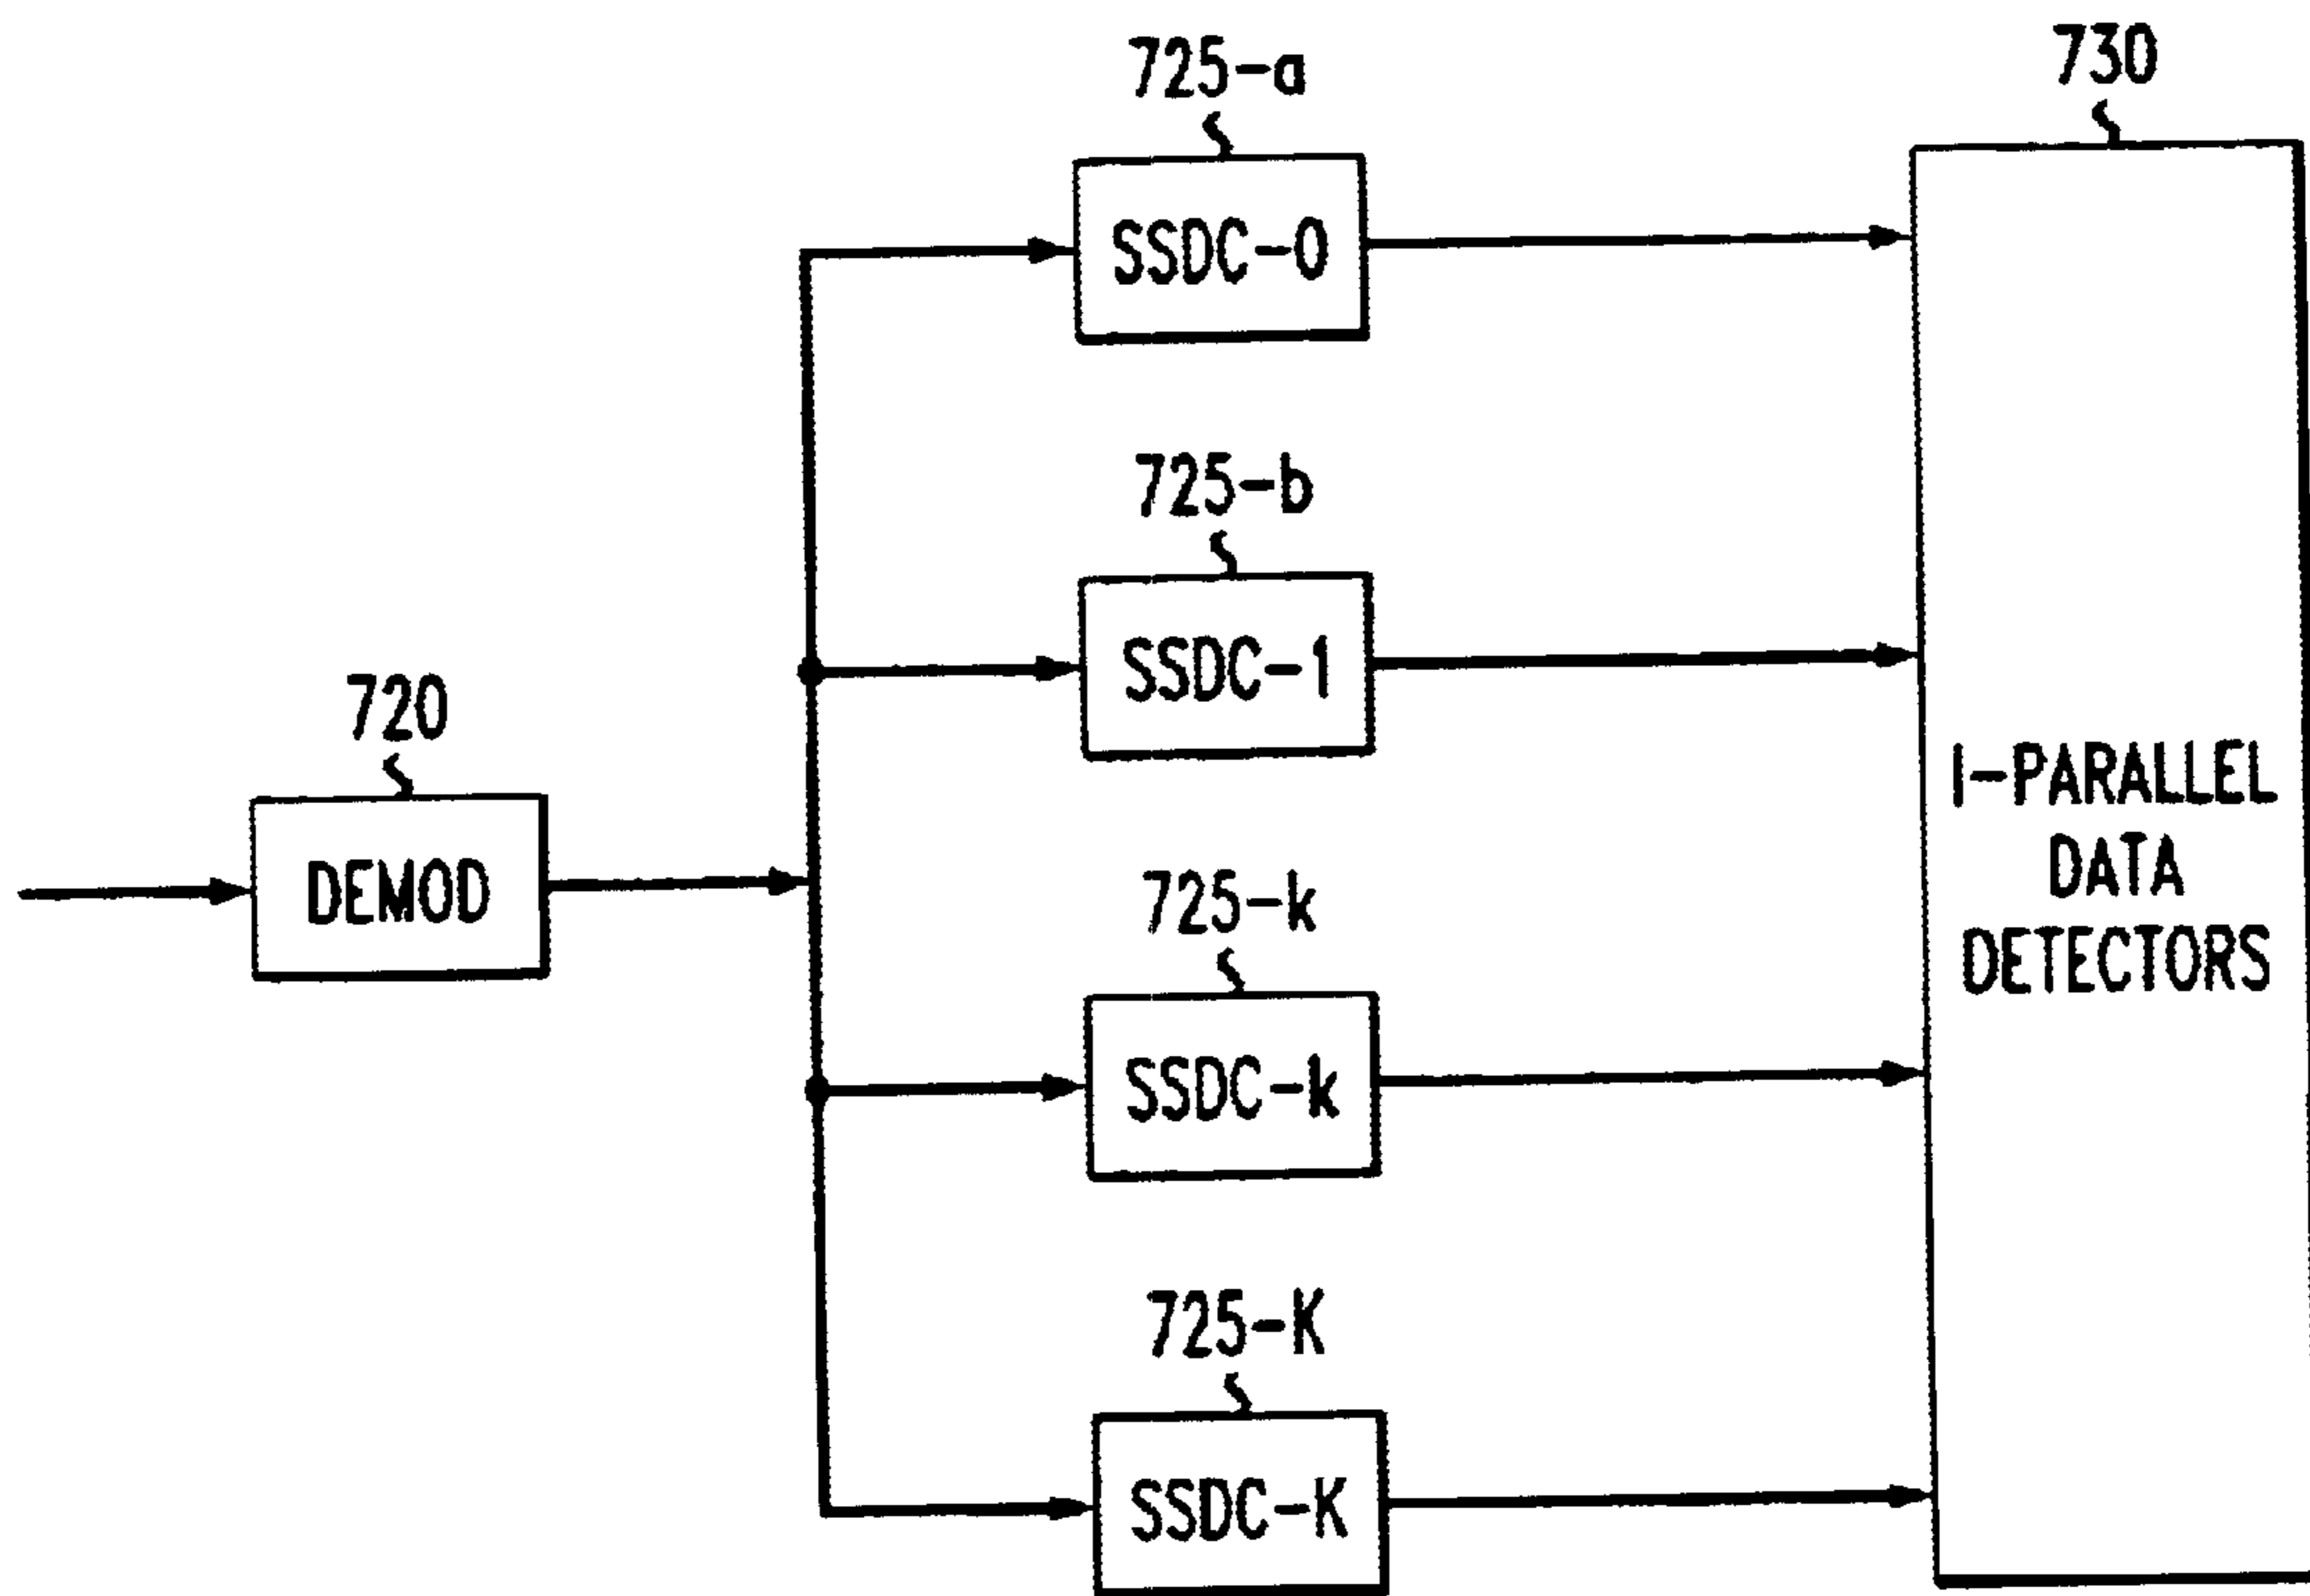 725-a
730
SSDC-0
725-b
SSDC-1
720
DEMOD
I-PARALLEL
DATA
DETECTORS
725-k
SSDC-k
725-K
SSDC-K